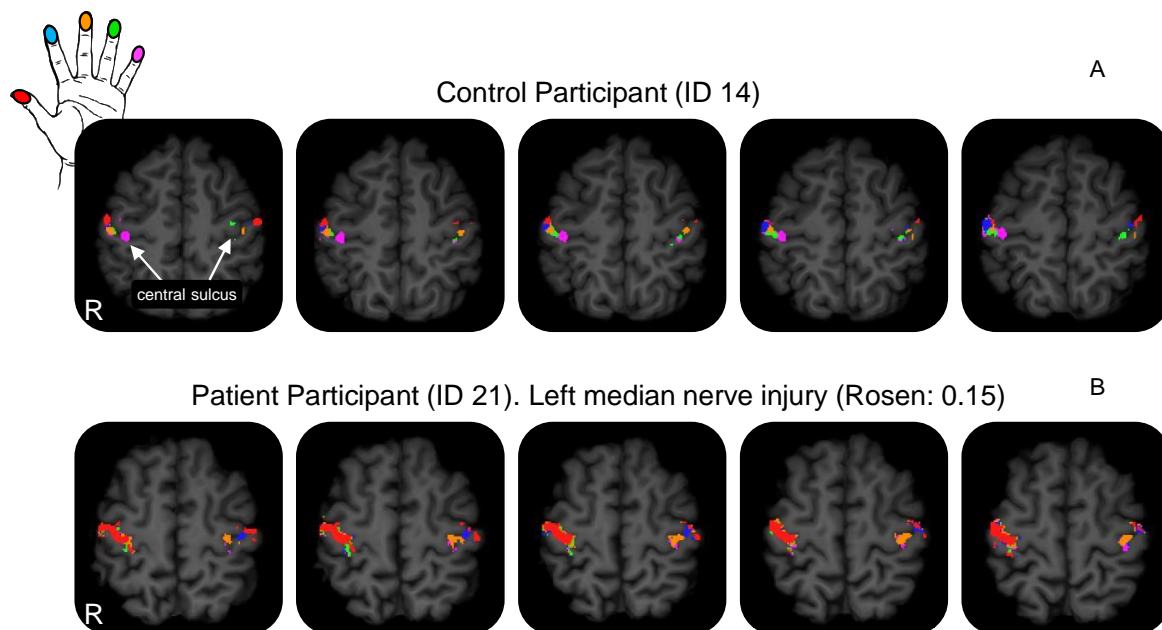 A
Control Participant (ID 14)
central sulcus
R
Patient Participant (ID 21). Left median nerve injury (Rosen: 0.15)
B
R